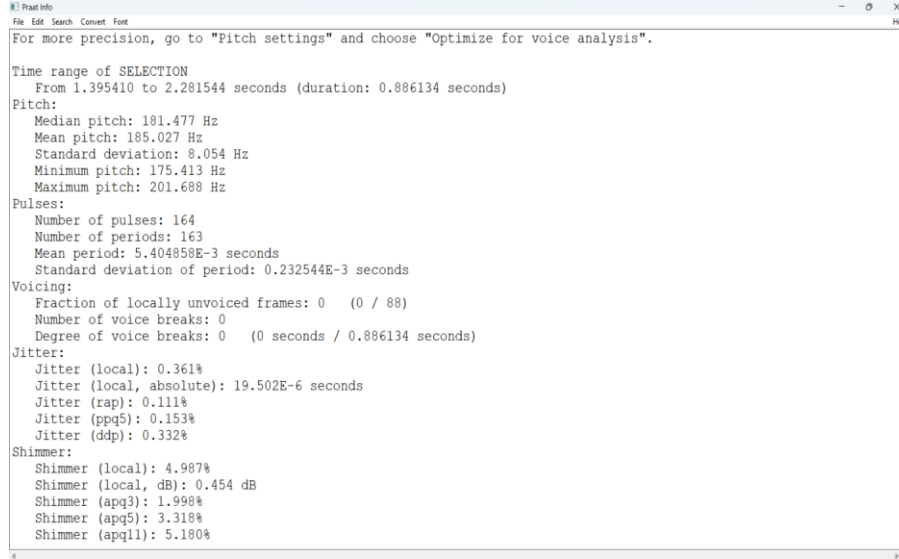 Praat Info
File Edit Search Convert Font
For more precision, go to "Pitch settings" and choose "Optimize for voice analysis".
Time range of SELECTION
From 1.395410 to 2.281544 seconds (duration: 0.886134 seconds)
Pitch:
Median pitch: 181.477 Hz
Mean pitch: 185.027 Hz
Standard deviation: 8.054 Hz
Minimum pitch: 175.413 Hz
Maximum pitch: 201.688 Hz
Pulses:
Number of pulses: 164
Number of periods: 163
Mean period: 5.404858E-3 seconds
Standard deviation of period: 0.232544E-3 seconds
Voicing:
Fraction of locally unvoiced frames: 0 (0 / 88)
Number of voice breaks: 0
Degree of voice breaks: 0 (0 seconds / 0.886134 seconds)
Jitter:
Jitter (local): 0.361%
Jitter (local, absolute): 19.502E-6 seconds
Jitter (rap): 0.111%
Jitter (ppq5): 0.153%
Jitter (ddp): 0.332%
Shimmer:
Shimmer (local): 4.987%
Shimmer (local, dB): 0.454 dB
Shimmer (apq3): 1.998%
Shimmer (apq5): 3.318%
Shimmer (apq11): 5.180%